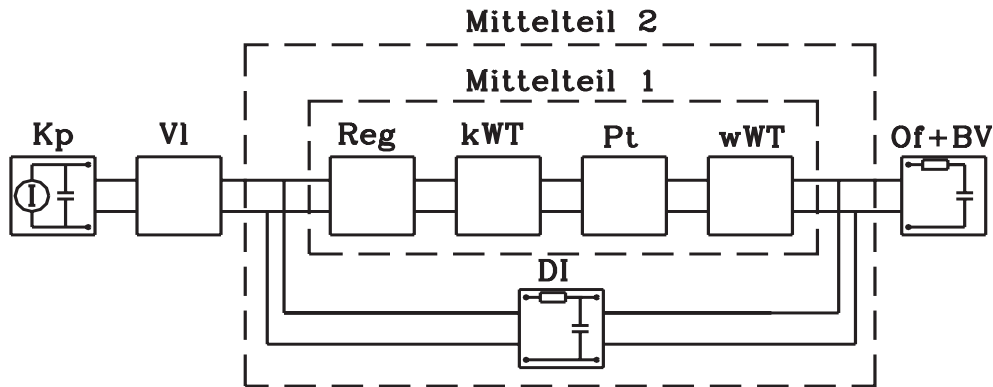 Mittelteil 2
Mittelteil 1
Kp Vl Reg kWT Pt wWT Of+BV
I
DI